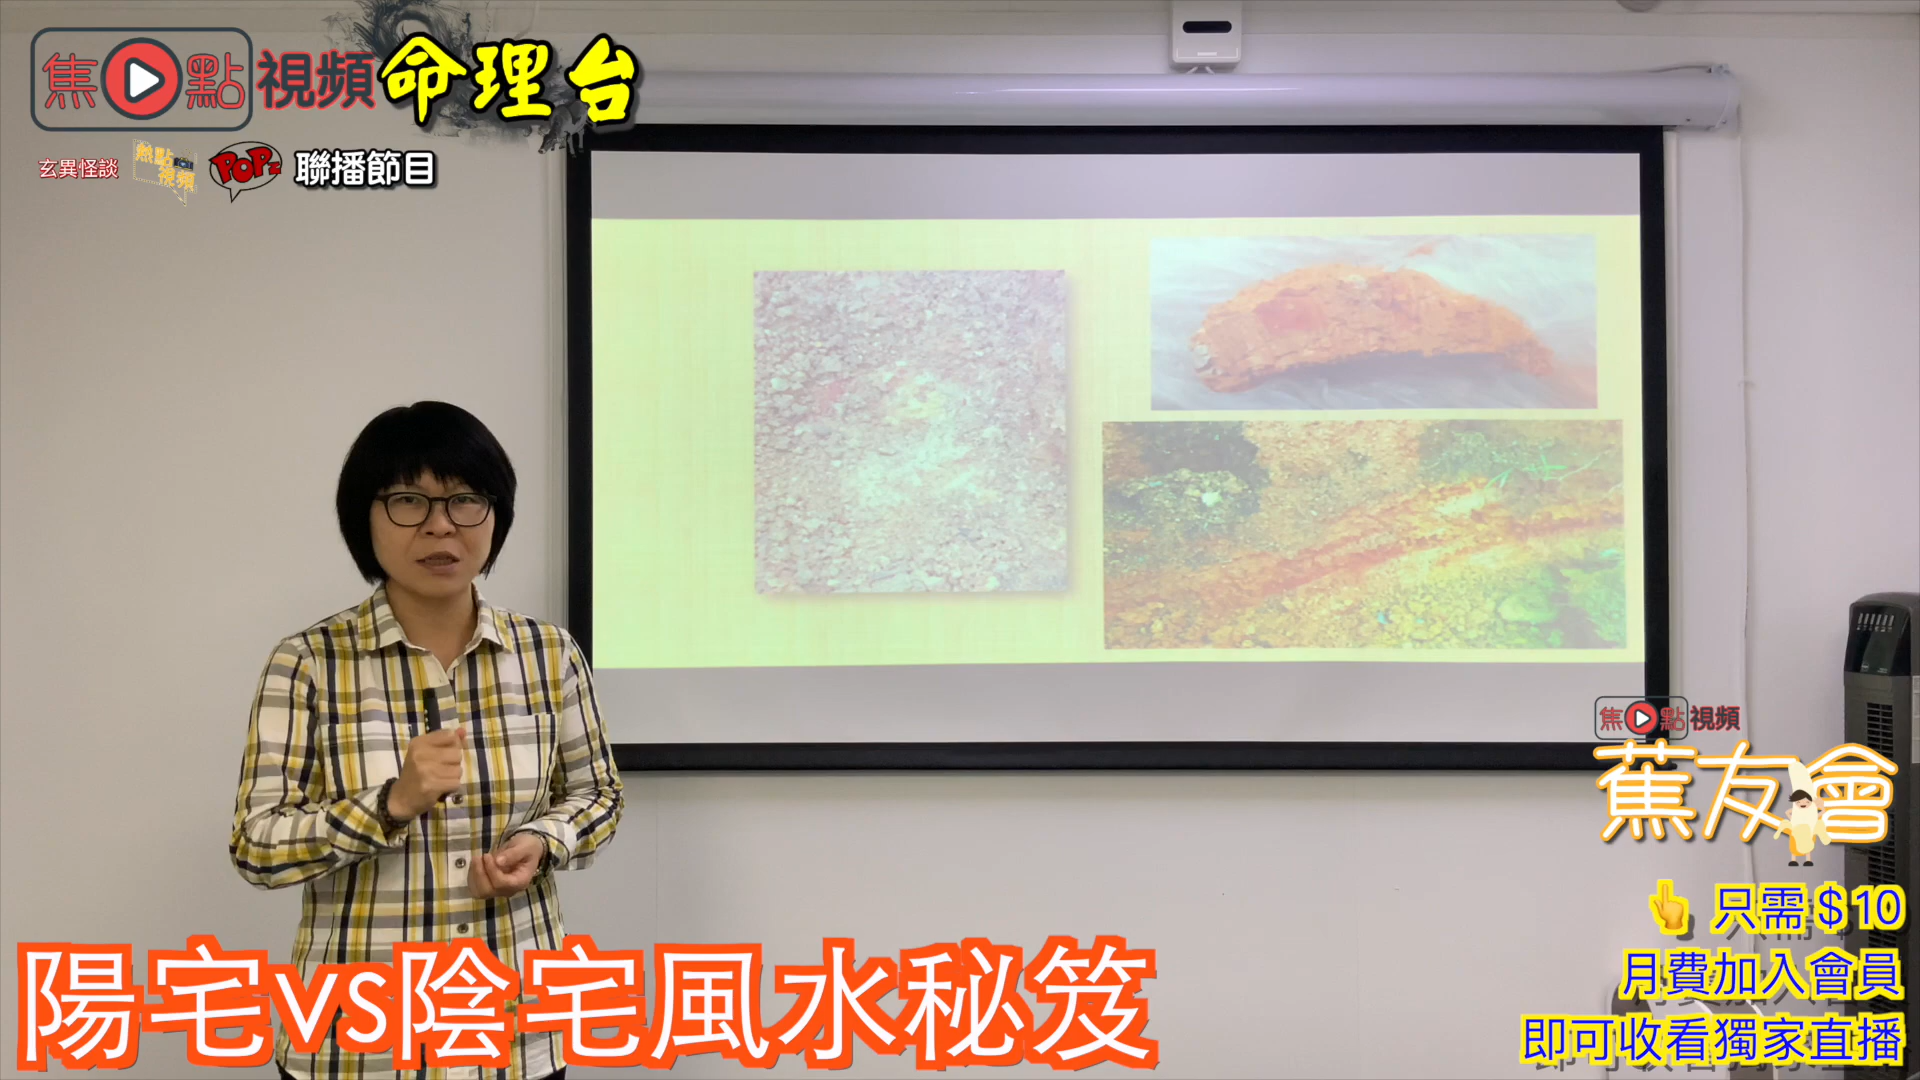 焦點視頻命理台
玄異怪談 熱點視頻 POPz 聯播節目
焦點視頻
蕉友會
👆 只需$10
月費加入會員
即可收看獨家直播
陽宅vs陰宅風水秘笈